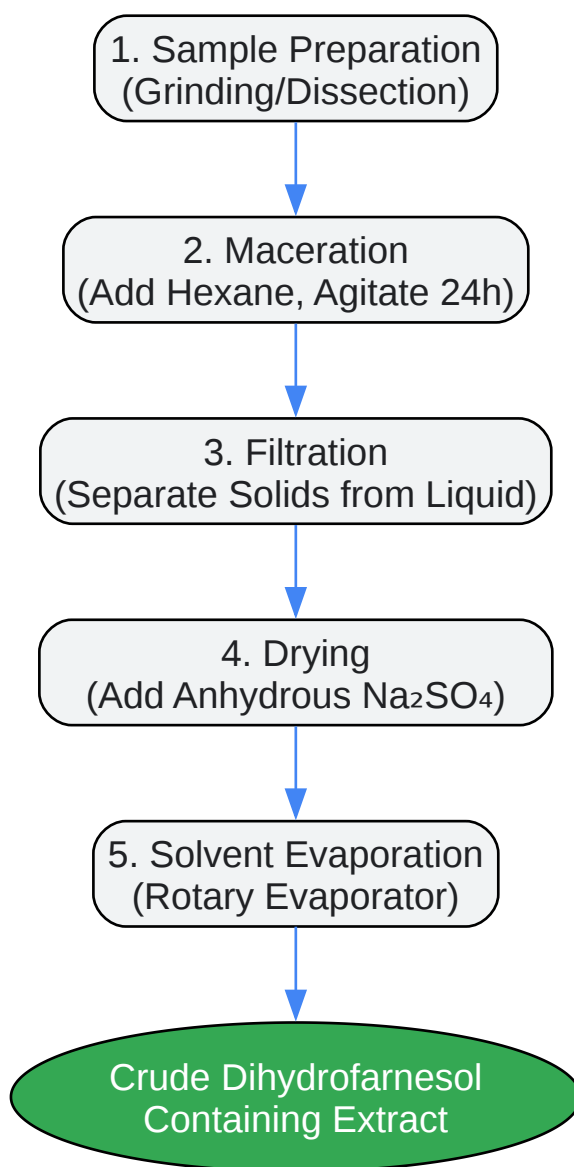 1. Sample Preparation
(Grinding/Dissection)
2. Maceration
(Add Hexane, Agitate 24h)
3. Filtration
(Separate Solids from Liquid)
4. Drying
(Add Anhydrous Na₂SO₄)
5. Solvent Evaporation
(Rotary Evaporator)
Crude Dihydrofarnesol
Containing Extract